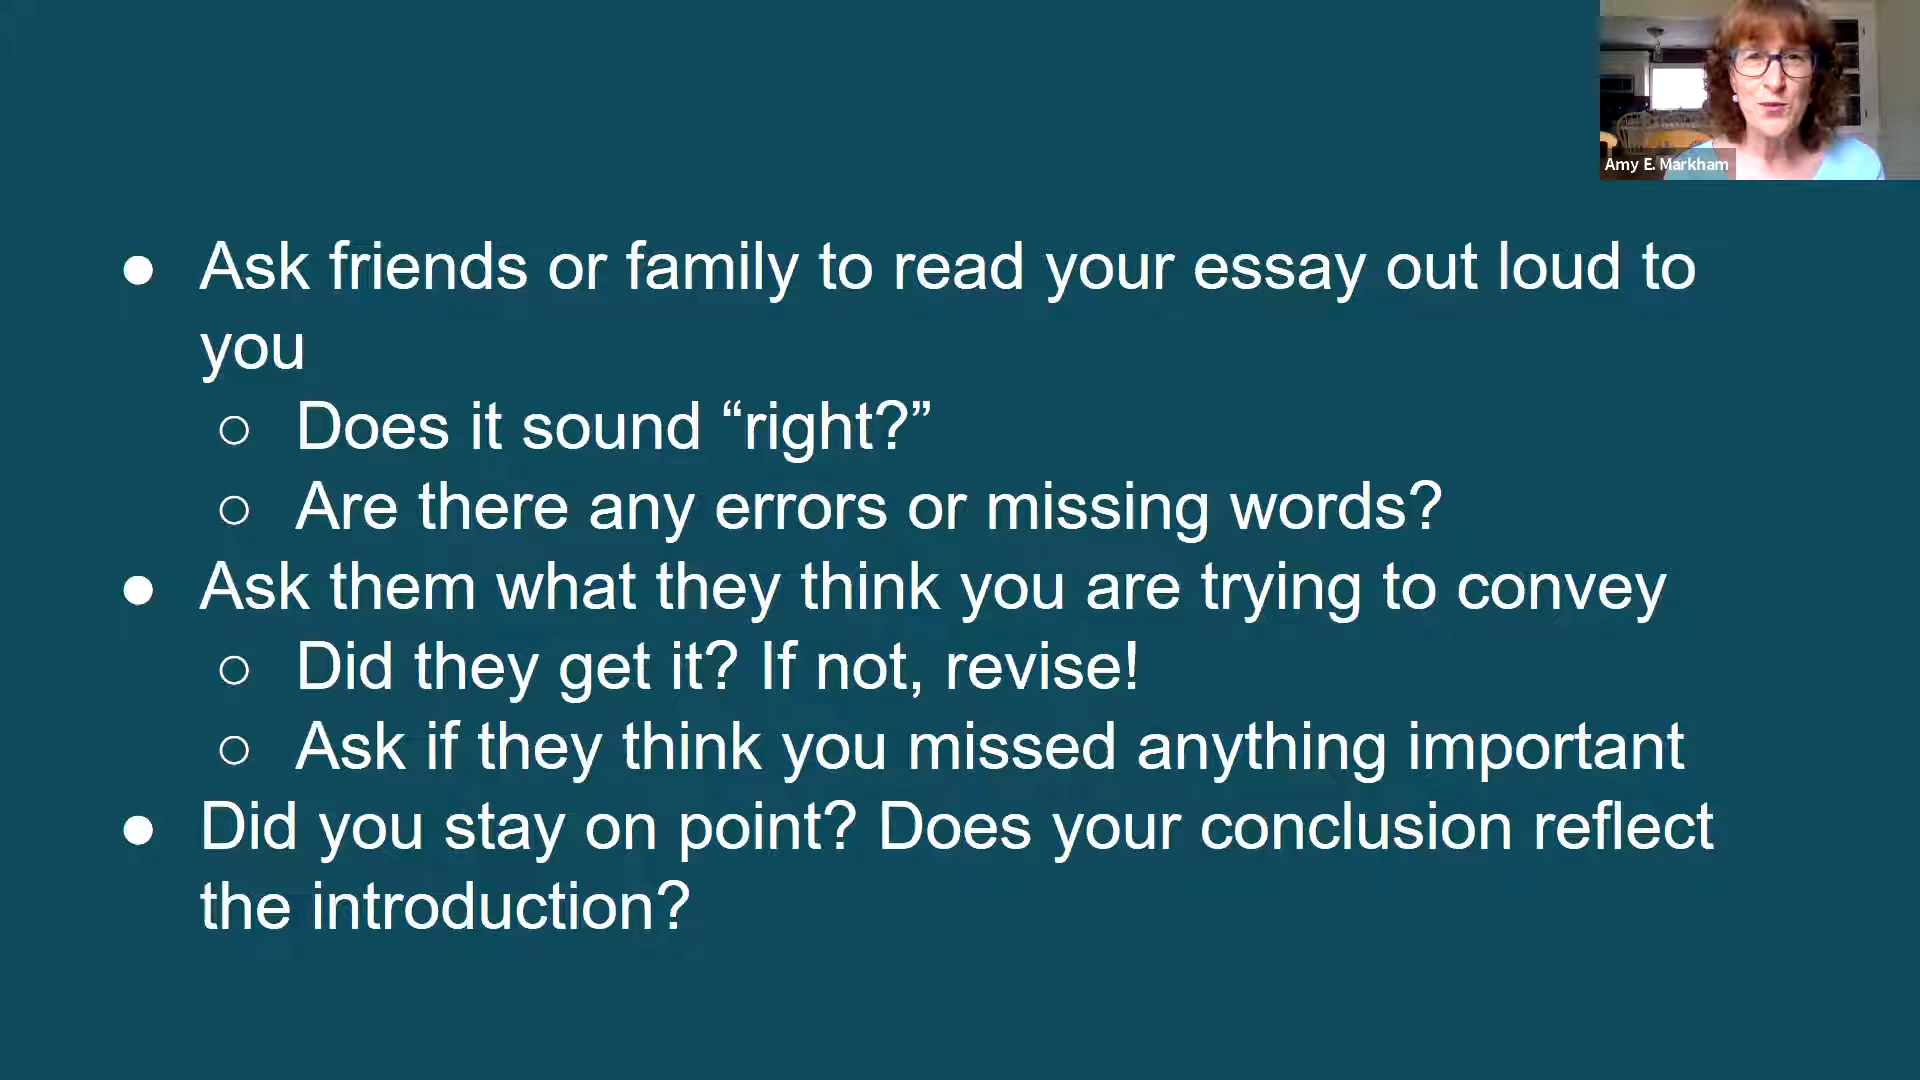 Amy E. Markham
● Ask friends or family to read your essay out loud to
you
○ Does it sound “right?”
○ Are there any errors or missing words?
● Ask them what they think you are trying to convey
○ Did they get it? If not, revise!
○ Ask if they think you missed anything important
● Did you stay on point? Does your conclusion reflect
the introduction?